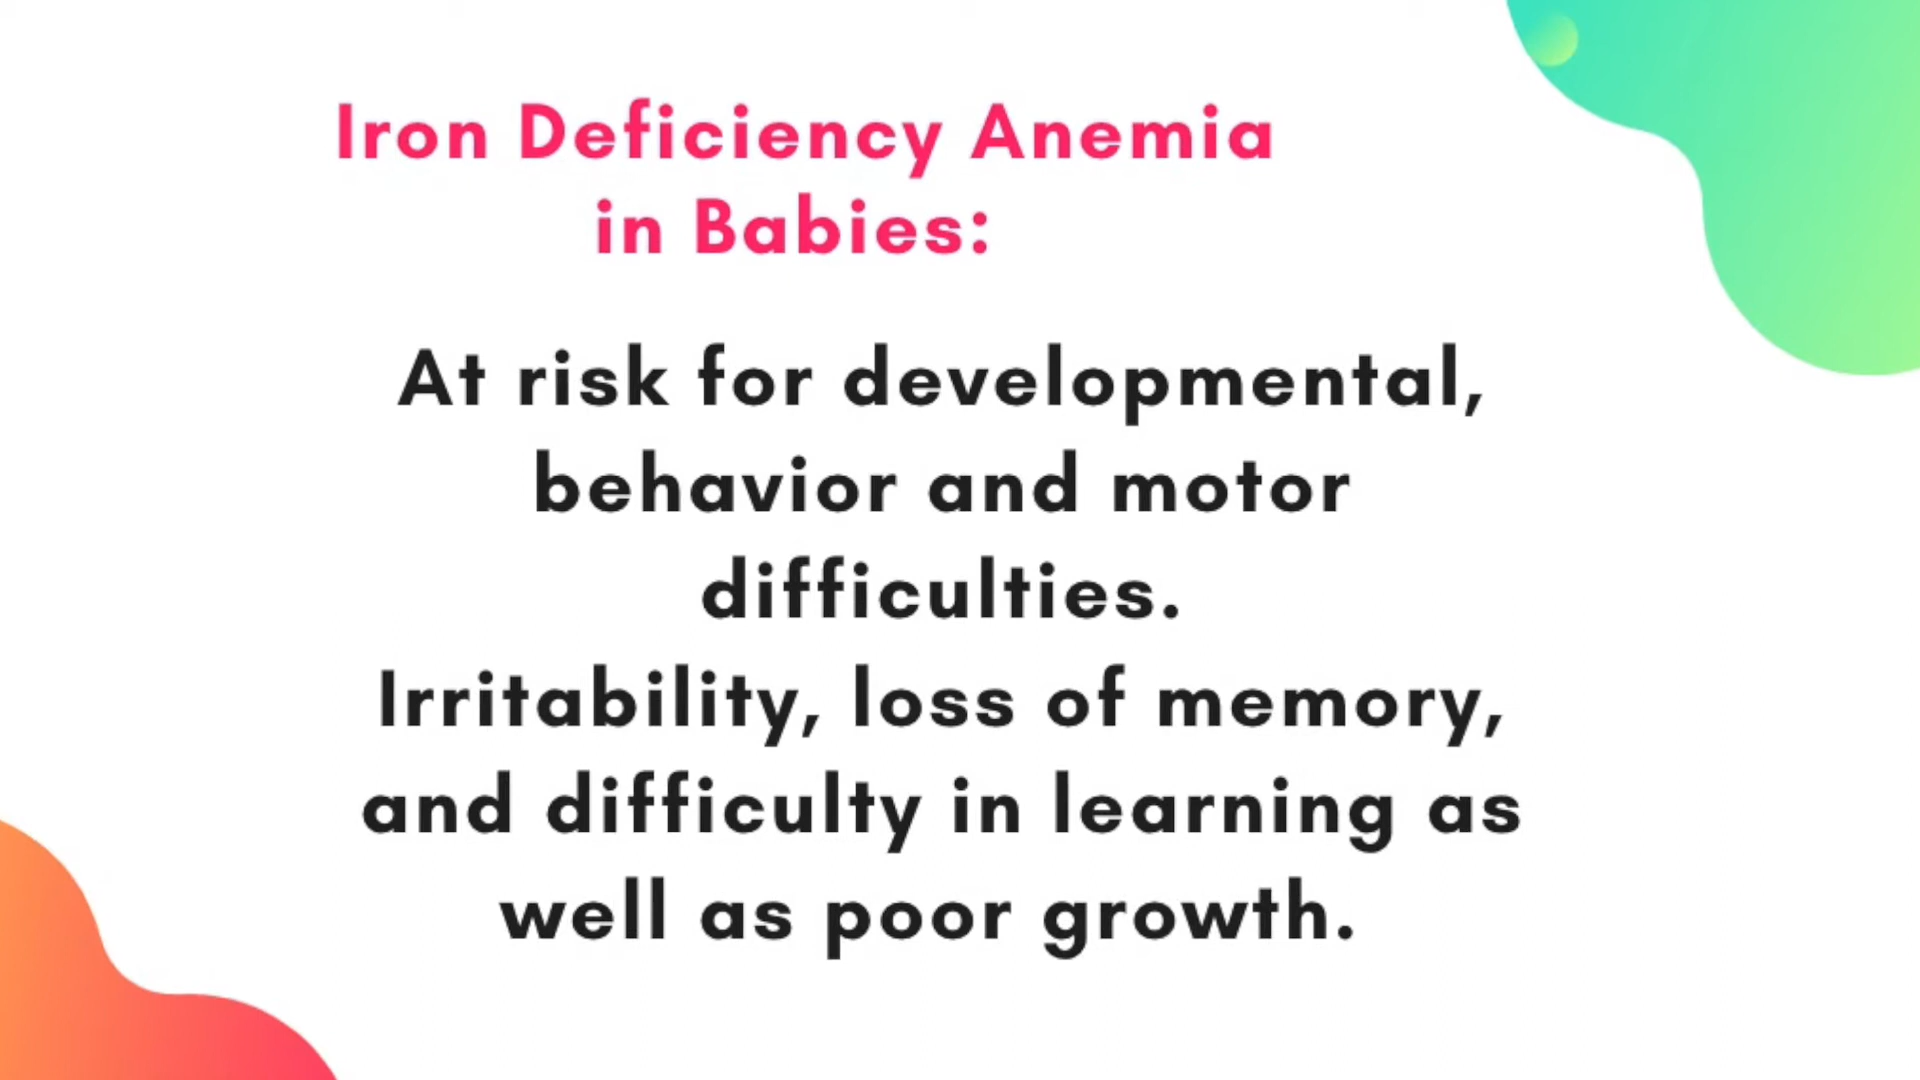 Iron Deficiency Anemia
in Babies:
At risk for developmental,
behavior and motor
difficulties.
Irritability, loss of memory,
and difficulty in learning as
well as poor growth.